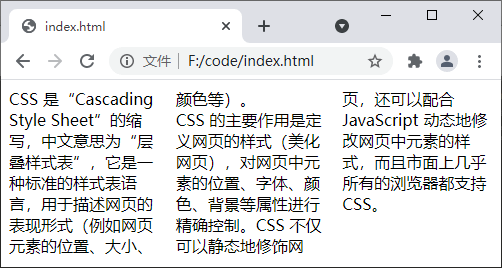 index.html
文件
F:/code/index.html
CSS 是“Cascading
Style Sheet”的缩
写，中文意思为“层
叠样式表”，它是一
种标准的样式表语
言，用于描述网页的
表现形式（例如网页
元素的位置、大小、
颜色等）。
CSS 的主要作用是定
义网页的样式（美化
网页），对网页中元
素的位置、字体、颜
色、背景等属性进行
精确控制。CSS 不仅
可以静态地修饰网
页，还可以配合
JavaScript 动态地修
改网页中元素的样
式，而且市面上几乎
所有的浏览器都支持
CSS。